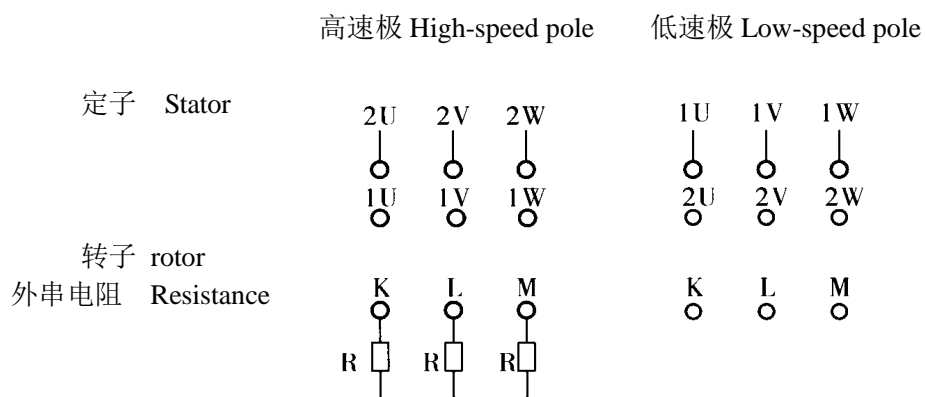 高速极 High-speed pole 低速极 Low-speed pole
定子 Stator
2U 2V 2W 1U 1V 1W
1U 1V 1W 2U 2V 2W
转子 rotor
外串电阻 Resistance K L M K L M
R R R